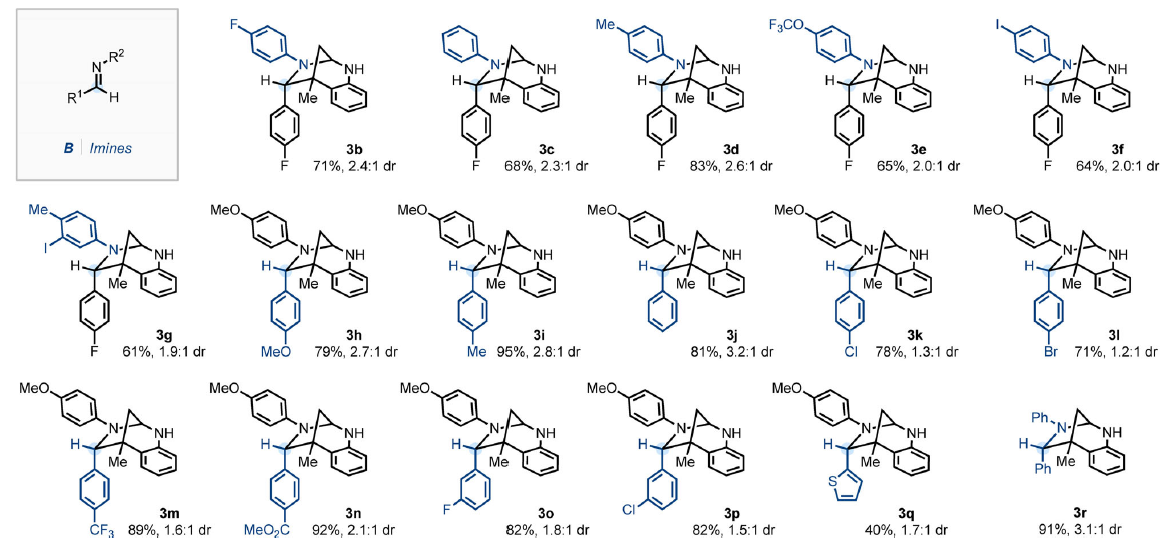 N R²
R¹ H
B | Imines
F
N NH
H Me
F
3b
71%, 2.4:1 dr
N NH
H Me
F
3c
68%, 2.3:1 dr
Me
N NH
H Me
F
3d
83%, 2.6:1 dr
F₃CO
N NH
H Me
F
3e
65%, 2.0:1 dr
I
N NH
H Me
F
3f
64%, 2.0:1 dr
Me
I N NH
H Me
F
3g
61%, 1.9:1 dr
MeO
N NH
H Me
MeO
3h
79%, 2.7:1 dr
MeO
N NH
H Me
Me
3i
95%, 2.8:1 dr
MeO
N NH
H Me
3j
81%, 3.2:1 dr
MeO
N NH
H Me
Cl
3k
78%, 1.3:1 dr
MeO
N NH
H Me
Br
3l
71%, 1.2:1 dr
MeO
N NH
H Me
CF₃
3m
89%, 1.6:1 dr
MeO
N NH
H Me
MeO₂C
3n
92%, 2.1:1 dr
MeO
N NH
H Me
F
3o
82%, 1.8:1 dr
MeO
N NH
H Me
Cl
3p
82%, 1.5:1 dr
MeO
N NH
H Me
S
3q
40%, 1.7:1 dr
Ph
N NH
H Me
Ph
3r
91%, 3.1:1 dr